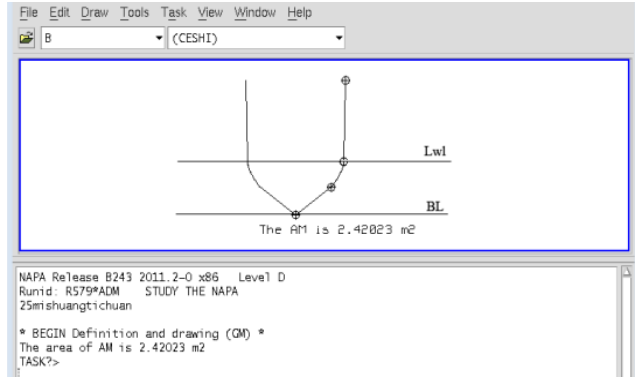 File Edit Draw Tools Task View Window Help
B (CESHI)
Lwl
BL
The AM is 2.42023 m2
NAPA Release B243 2011.2-0 x86 Level D
Runid: R579*ADM STUDY THE NAPA
25mishuangtichuan
* BEGIN Definition and drawing (GM) *
The area of AM is 2.42023 m2
TASK?>